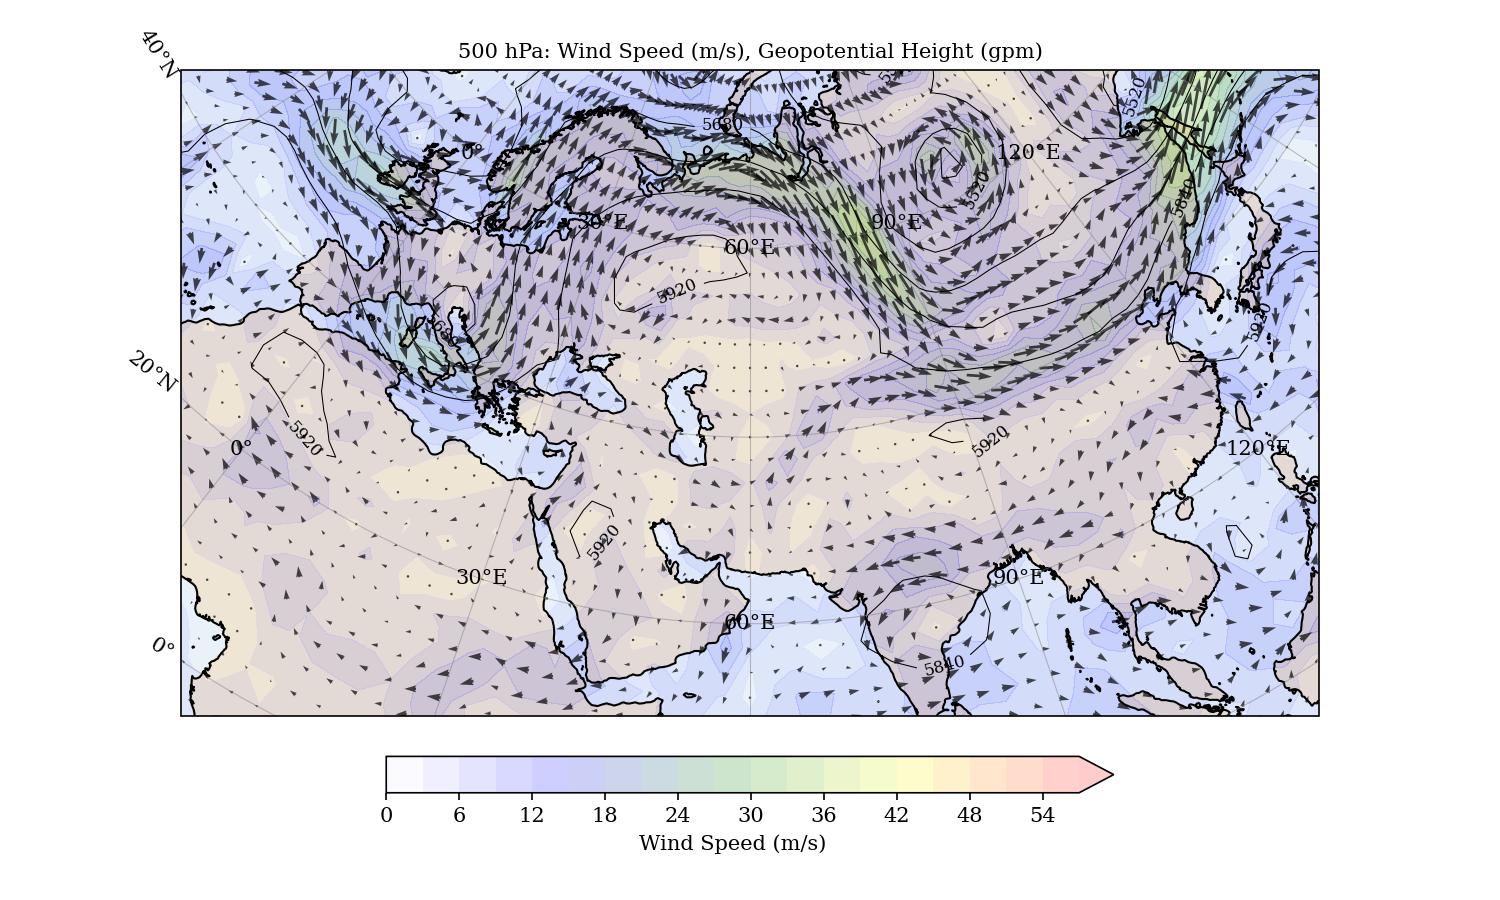 500 hPa: Wind Speed (m/s), Geopotential Height (gpm)
40°N
5520
5680
0°
120°E
5520
5840
30°E
90°E
60°E
5920
5920
20°N
5920
5920
0°
120°E
5920
30°E
90°E
60°E
0°
5840
0 6 12 18 24 30 36 42 48 54
Wind Speed (m/s)